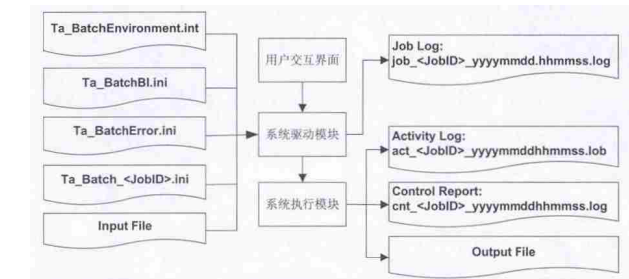 Ta_BatchEnvironment.int
Ta_BatchBI.ini
Ta_BatchError.ini
Ta_Batch_<JobID>.ini
Input File
用户交互界面
系统驱动模块
系统执行模块
Job Log:
job_<JobID>_yyyymmdd.hhmmss.log
Activity Log:
act_<JobID>_yyyymmddhhmmss.lob
Control Report:
cnt_<JobID>_yyyymmddhhmmss.log
Output File